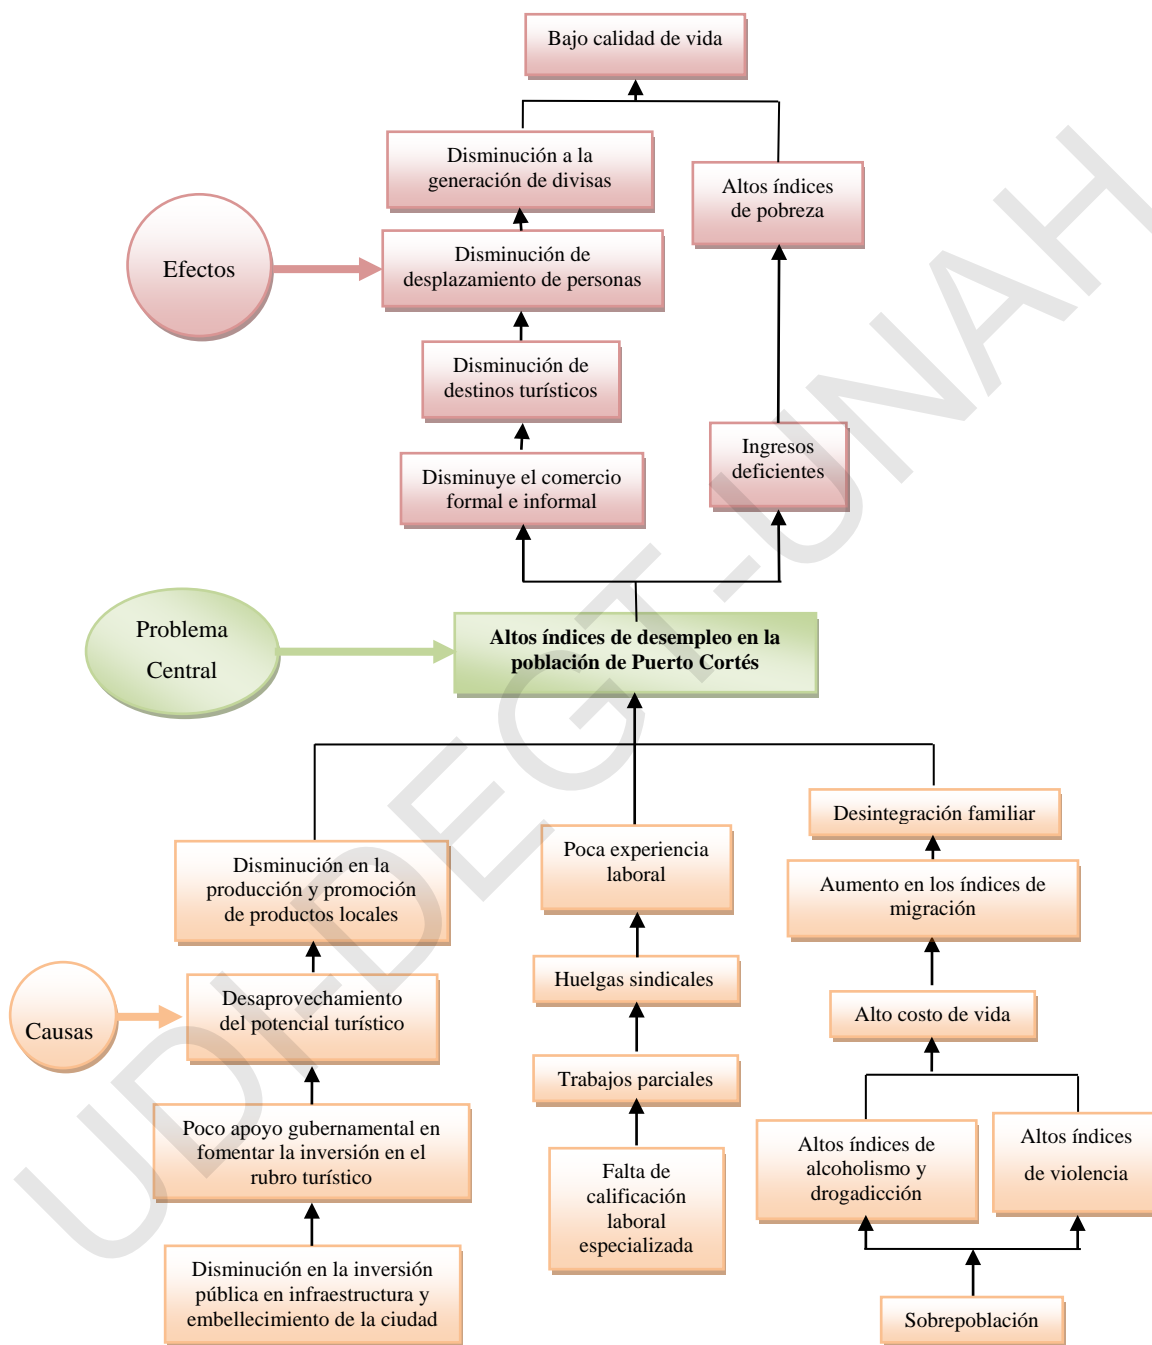 Bajo calidad de vida
Disminución a la
generación de divisas
Altos índices
de pobreza
Efectos
Disminución de
desplazamiento de personas
Disminución de
destinos turísticos
Ingresos
deficientes
Disminuye el comercio
formal e informal
Problema
Central
Altos índices de desempleo en la
población de Puerto Cortés
Desintegración familiar
Disminución en la
producción y promoción
de productos locales
Poca experiencia
laboral
Aumento en los índices de
migración
Causas
Desaprovechamiento
del potencial turístico
Huelgas sindicales
Alto costo de vida
Trabajos parciales
Poco apoyo gubernamental en
fomentar la inversión en el
rubro turístico
Falta de
calificación
laboral
especializada
Altos índices de
alcoholismo y
drogadicción
Altos índices
de violencia
Disminución en la inversión
pública en infraestructura y
embellecimiento de la ciudad
Sobrepoblación
UDI-DEGT-UNAH